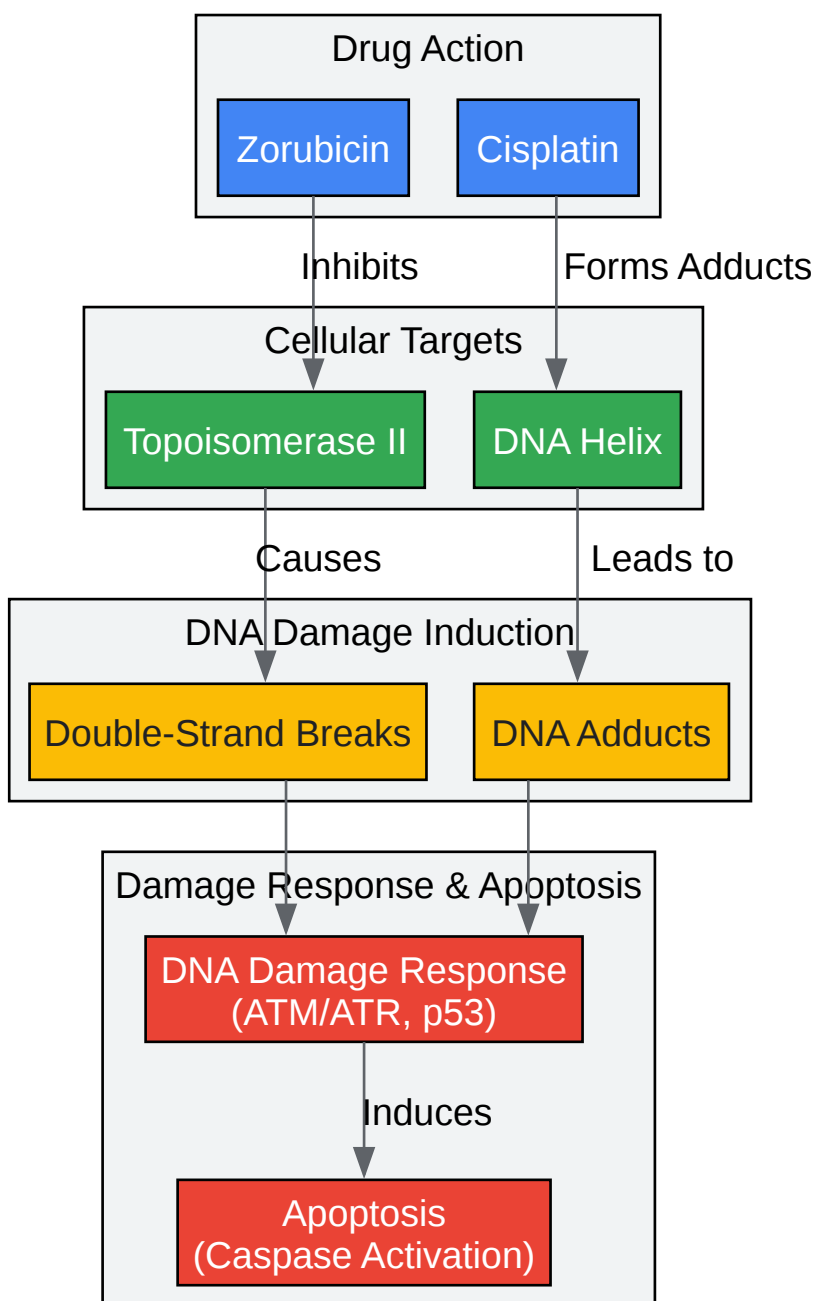 Drug Action
Zorubicin
Cisplatin
Inhibits
Forms Adducts
Cellular Targets
Topoisomerase II
DNA Helix
Causes
Leads to
DNA Damage Induction
Double-Strand Breaks
DNA Adducts
Damage Response & Apoptosis
DNA Damage Response
(ATM/ATR, p53)
Induces
Apoptosis
(Caspase Activation)